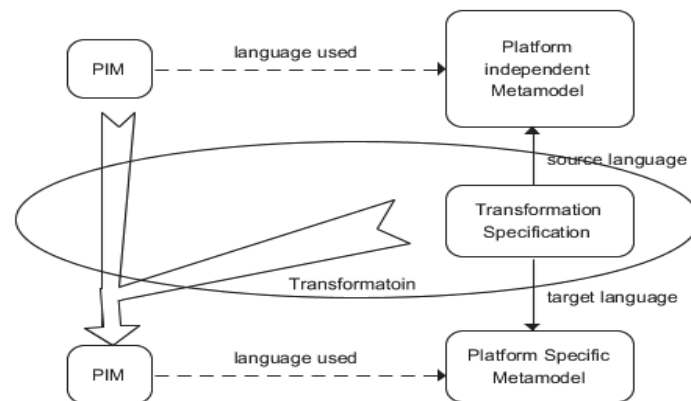 PIM
language used
Platform
independent
Metamodel
source language
Transformation
Specification
Transformatoin
target language
PIM
language used
Platform Specific
Metamodel